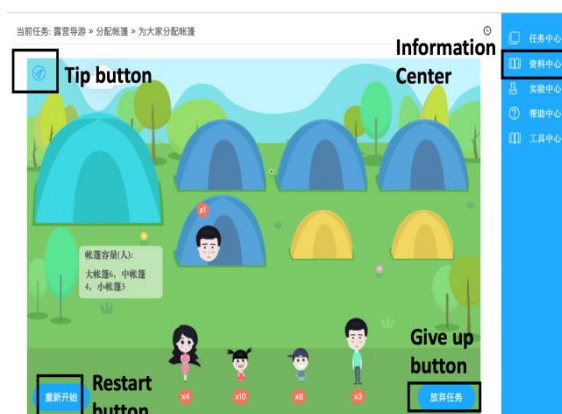 当前任务: 露营导游 » 分配帐篷 » 为大家分配帐篷
Information
Center
Tip button
任务中心
资料中心
实验中心
帮助中心
工具中心
x1
帐篷容量(人):
大帐篷6，中帐篷
4，小帐篷3
x4
x10
x8
x3
Give up
button
重新开始
Restart
button
放弃任务